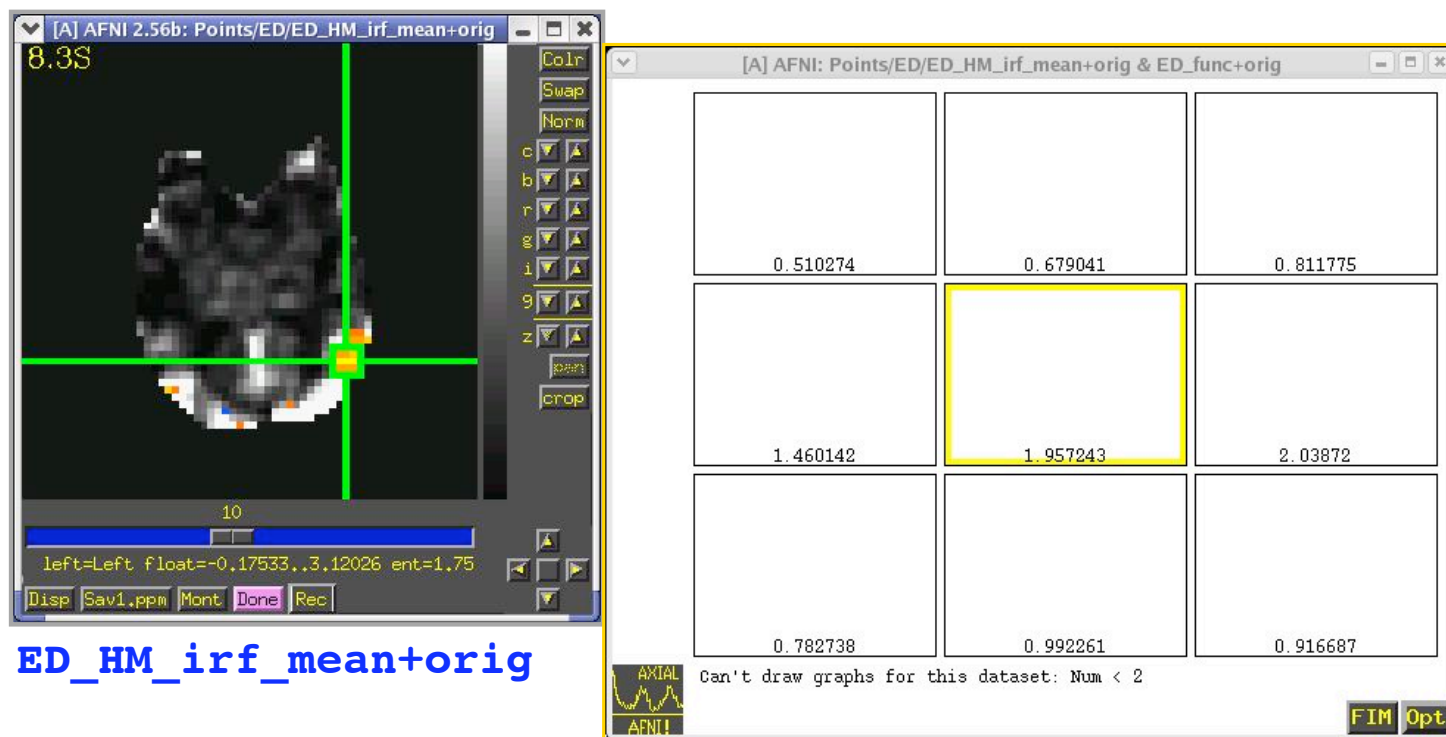 [A] AFNI 2.56b: Points/ED/ED_HM_irf_mean+orig
8.3S
Colr
Swap
Norm
c
b
r
g
i
9
z
pen
crop
10
left=Left float=-0.17533..3.12026 ent=1.75
Disp Sav1.ppm Mont Done Rec
ED_HM_irf_mean+orig
[A] AFNI: Points/ED/ED_HM_irf_mean+orig & ED_func+orig
0.510274 0.679041 0.811775
1.460142 1.957243 2.03872
0.782738 0.992261 0.916687
AXIAL
AFNI!
Can't draw graphs for this dataset: Num < 2
FIM Opt